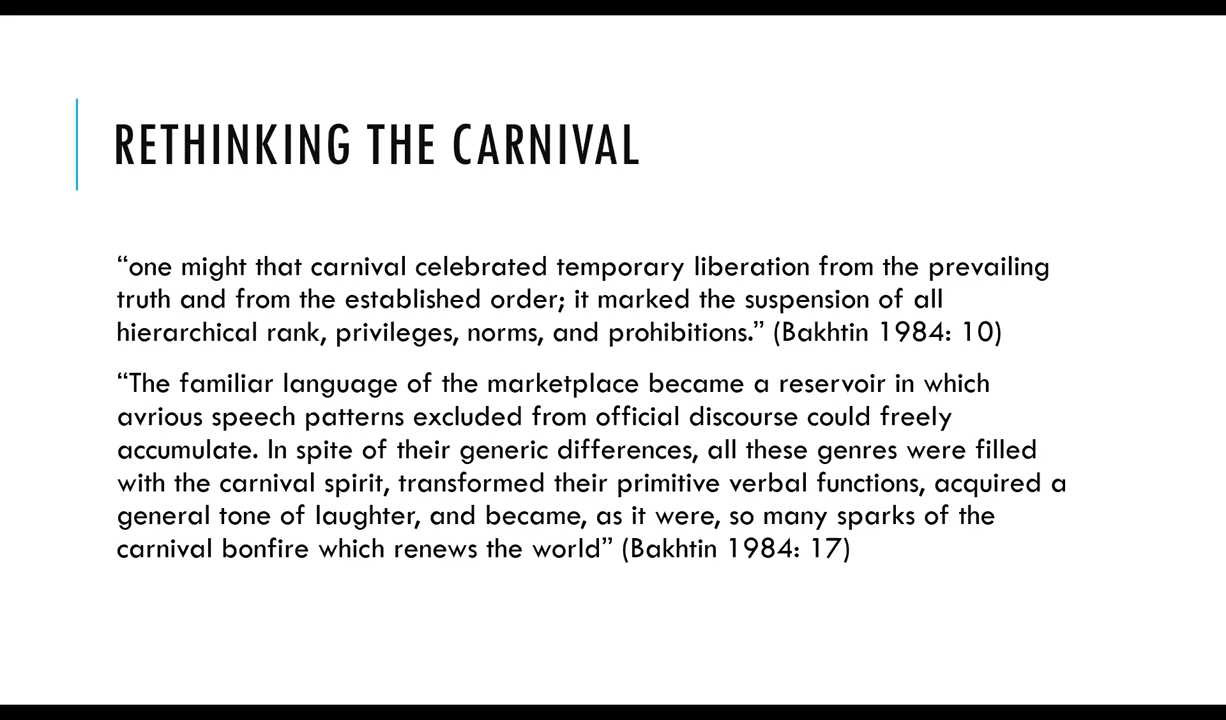 RETHINKING THE CARNIVAL
“one might that carnival celebrated temporary liberation from the prevailing
truth and from the established order; it marked the suspension of all
hierarchical rank, privileges, norms, and prohibitions.” (Bakhtin 1984: 10)
“The familiar language of the marketplace became a reservoir in which
avrious speech patterns excluded from official discourse could freely
accumulate. In spite of their generic differences, all these genres were filled
with the carnival spirit, transformed their primitive verbal functions, acquired a
general tone of laughter, and became, as it were, so many sparks of the
carnival bonfire which renews the world” (Bakhtin 1984: 17)